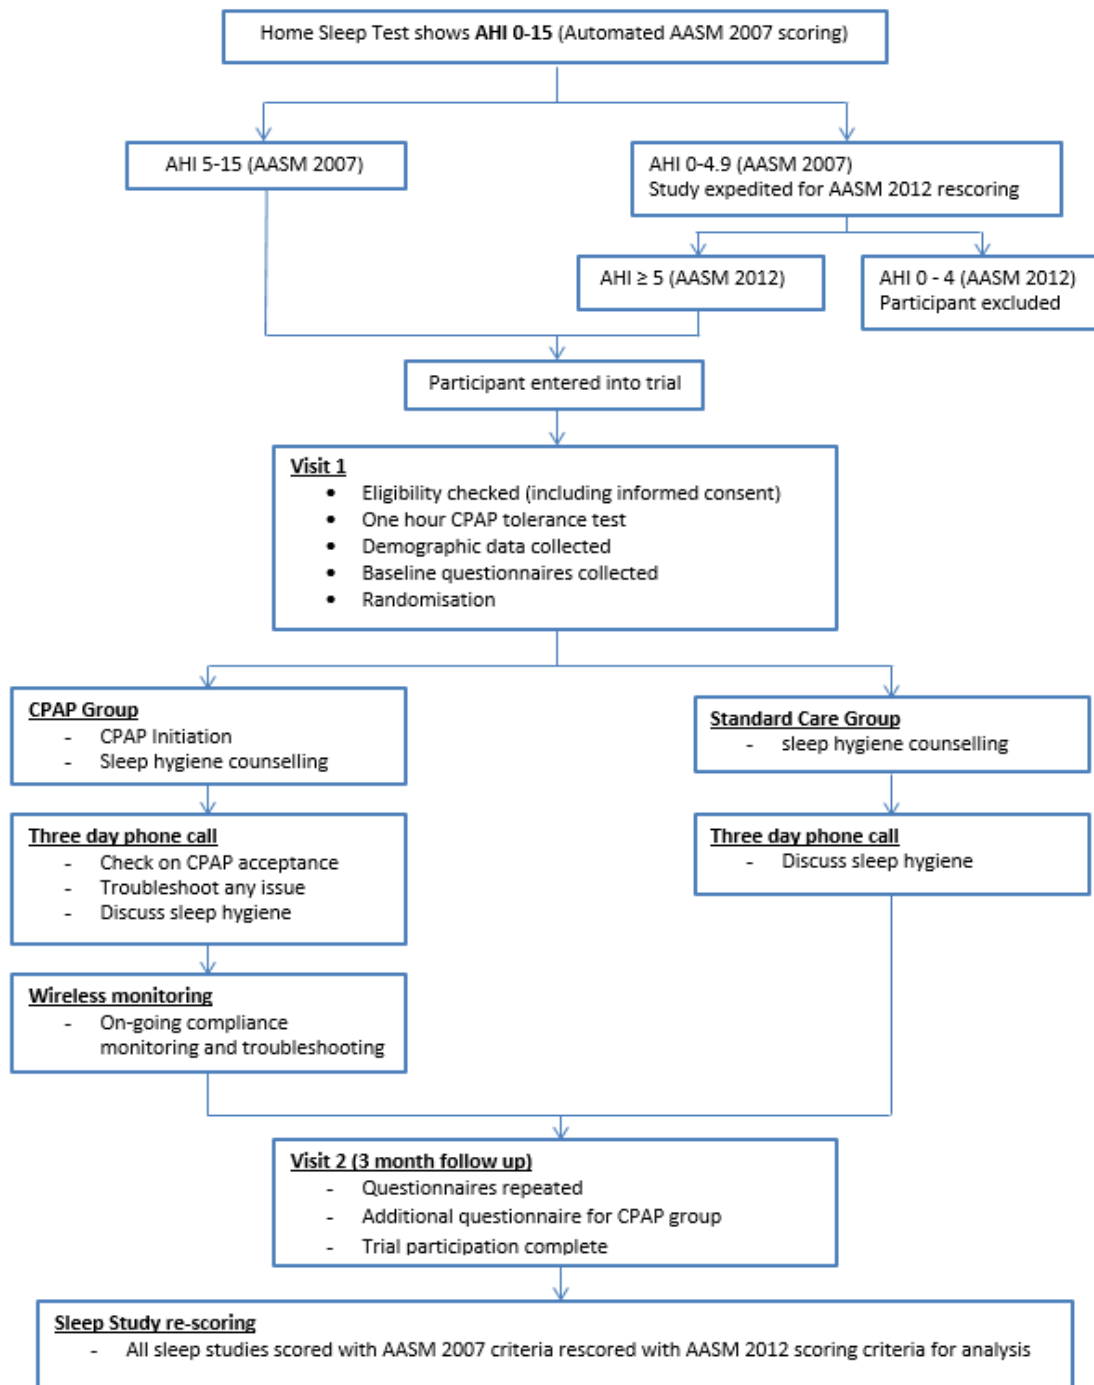 Home Sleep Test shows AHI 0-15 (Automated AASM 2007 scoring)
AHI 5-15 (AASM 2007)
AHI 0-4.9 (AASM 2007)
Study expedited for AASM 2012 rescoring
AHI ≥ 5 (AASM 2012)
AHI 0 - 4 (AASM 2012)
Participant excluded
Participant entered into trial
Visit 1
• Eligibility checked (including informed consent)
• One hour CPAP tolerance test
• Demographic data collected
• Baseline questionnaires collected
• Randomisation
CPAP Group
- CPAP Initiation
- Sleep hygiene counselling
Standard Care Group
- sleep hygiene counselling
Three day phone call
- Check on CPAP acceptance
- Troubleshoot any issue
- Discuss sleep hygiene
Three day phone call
- Discuss sleep hygiene
Wireless monitoring
- On-going compliance
monitoring and troubleshooting
Visit 2 (3 month follow up)
- Questionnaires repeated
- Additional questionnaire for CPAP group
- Trial participation complete
Sleep Study re-scoring
- All sleep studies scored with AASM 2007 criteria rescored with AASM 2012 scoring criteria for analysis